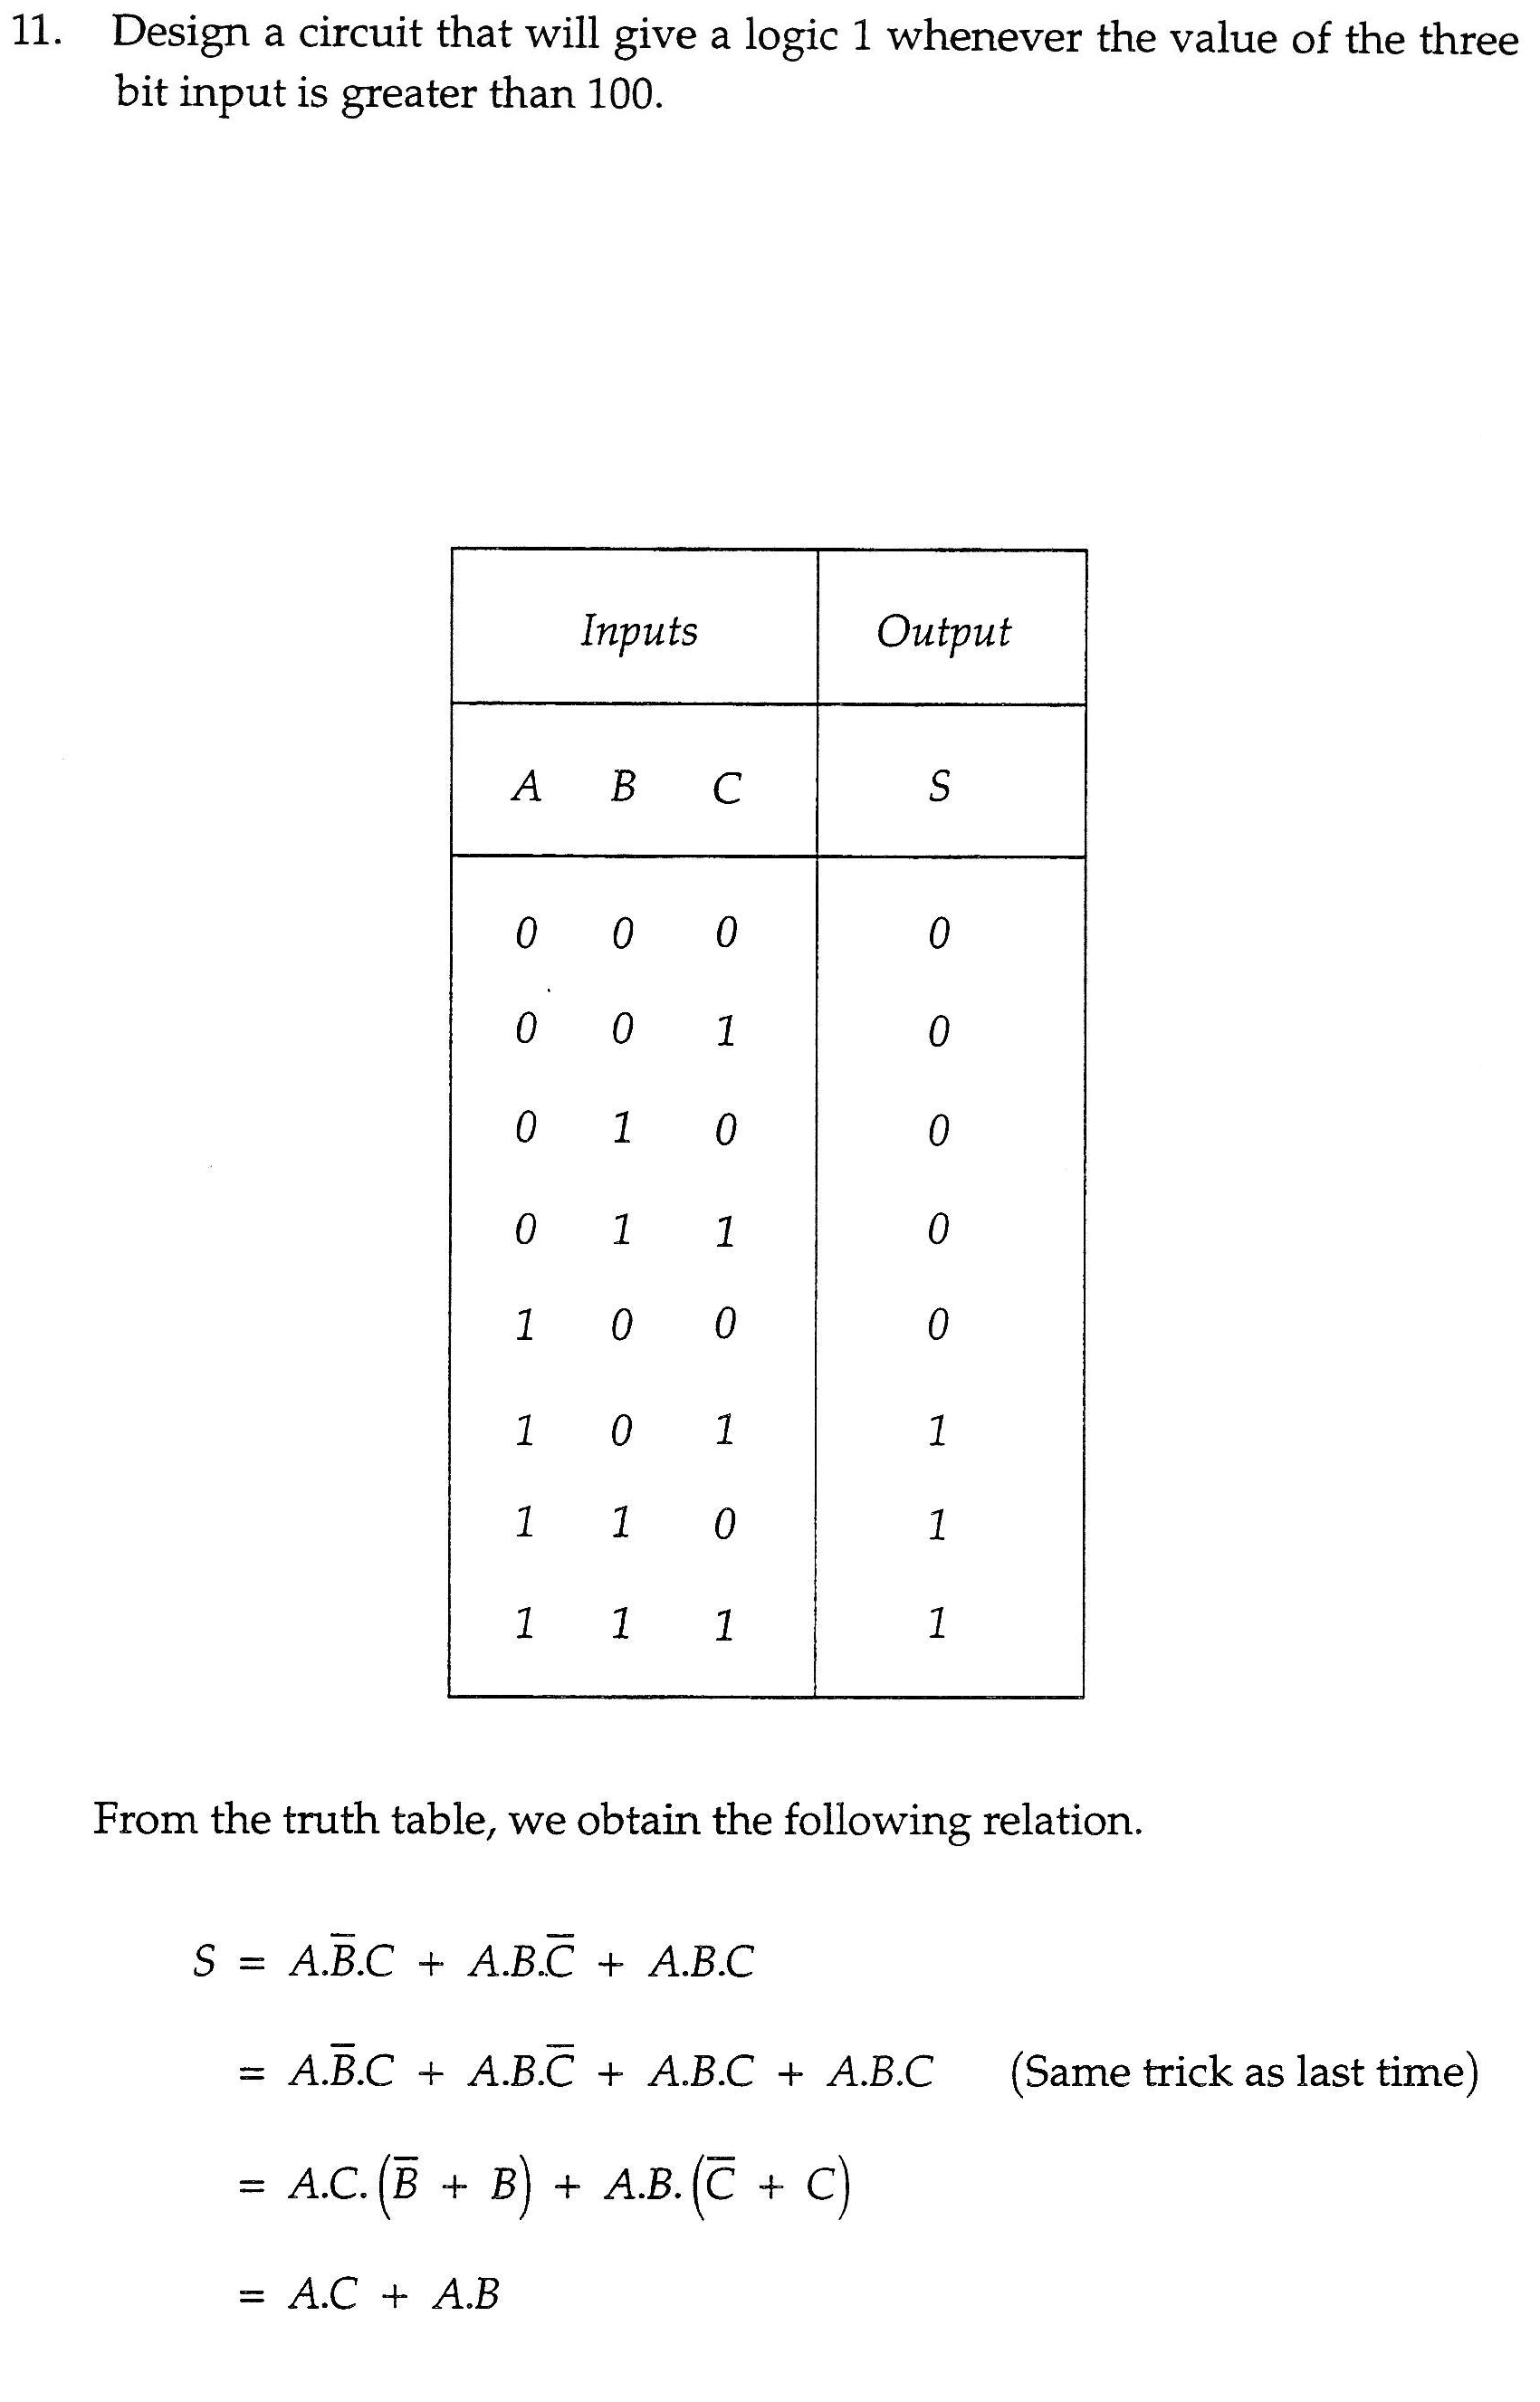 11. Design a circuit that will give a logic 1 whenever the value of the three
bit input is greater than 100.
Inputs Output
A B C S
0 0 0 0
0 0 1 0
0 1 0 0
0 1 1 0
1 0 0 0
1 0 1 1
1 1 0 1
1 1 1 1
From the truth table, we obtain the following relation.
S = A.B̅.C + A.B.C̅ + A.B.C
= A.B̅.C + A.B.C̅ + A.B.C + A.B.C (Same trick as last time)
= A.C.(B̅ + B) + A.B.(C̅ + C)
= A.C + A.B